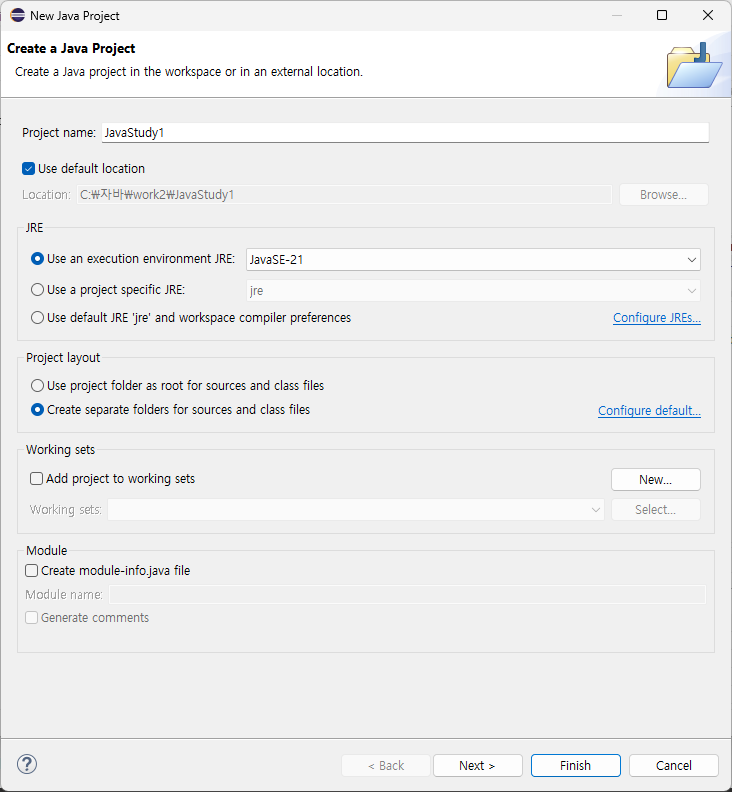 New Java Project
Create a Java Project
Create a Java project in the workspace or in an external location.
Project name: JavaStudy1
Use default location
Location: C:₩자바₩work2₩JavaStudy1 Browse...
JRE
Use an execution environment JRE: JavaSE-21
Use a project specific JRE: jre
Use default JRE 'jre' and workspace compiler preferences Configure JREs...
Project layout
Use project folder as root for sources and class files
Create separate folders for sources and class files Configure default...
Working sets
Add project to working sets New...
Working sets: Select...
Module
Create module-info.java file
Module name:
Generate comments
? < Back Next > Finish Cancel